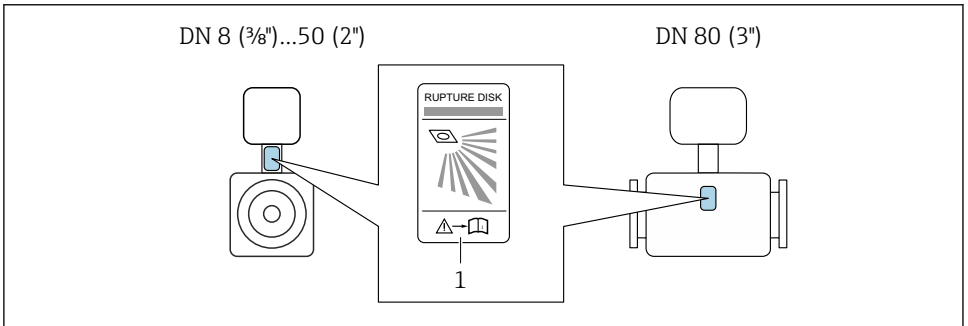 DN 8 (⅜")...50 (2")
DN 80 (3")
RUPTURE DISK
1